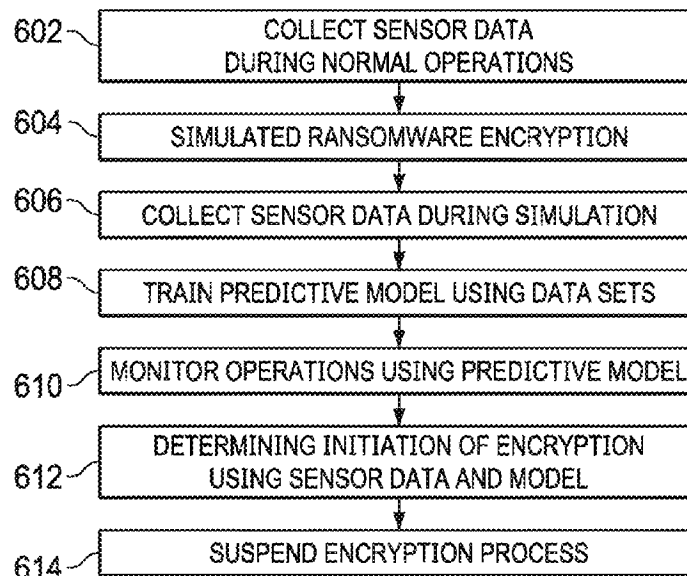 602
COLLECT SENSOR DATA
DURING NORMAL OPERATIONS
604
SIMULATED RANSOMWARE ENCRYPTION
606
COLLECT SENSOR DATA DURING SIMULATION
608
TRAIN PREDICTIVE MODEL USING DATA SETS
610
MONITOR OPERATIONS USING PREDICTIVE MODEL
612
DETERMINING INITIATION OF ENCRYPTION
USING SENSOR DATA AND MODEL
614
SUSPEND ENCRYPTION PROCESS